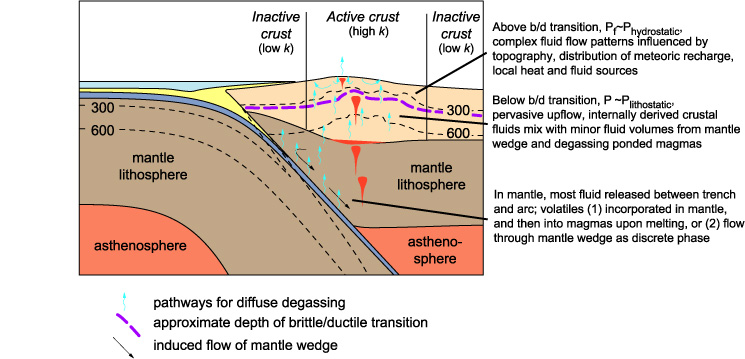 Inactive
crust
(low k)
Active crust
(high k)
Inactive
crust
(low k)
Above b/d transition, Pf~Phydrostatic,
complex fluid flow patterns influenced by
topography, distribution of meteoric recharge,
local heat and fluid sources
Below b/d transition, P ~Plithostatic,
pervasive upflow, internally derived crustal
fluids mix with minor fluid volumes from mantle
wedge and degassing ponded magmas
300
600
300
600
mantle
lithosphere
mantle
lithosphere
In mantle, most fluid released between trench
and arc; volatiles (1) incorporated in mantle,
and then into magmas upon melting, or (2) flow
through mantle wedge as discrete phase
asthenosphere
astheno-
sphere
pathways for diffuse degassing
approximate depth of brittle/ductile transition
induced flow of mantle wedge